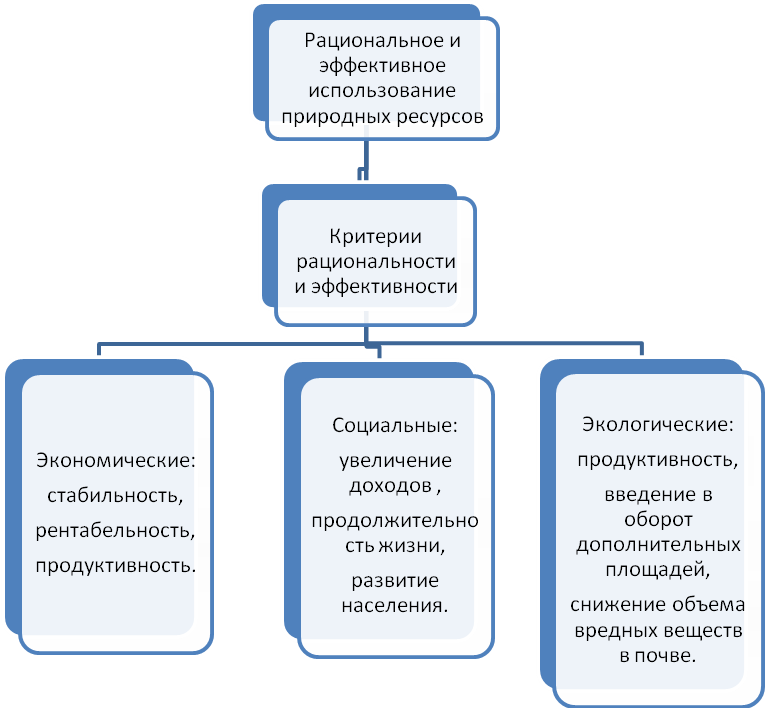 Рациональное и
эффективное
использование
природных ресурсов
Критерии
рациональности
и эффективности
Экономические:
стабильность,
рентабельность,
продуктивность.
Социальные:
увеличение
доходов ,
продолжительно
сть жизни,
развитие
населения.
Экологические:
продуктивность,
введение в
оборот
дополнительных
площадей,
снижение объема
вредных веществ
в почве.